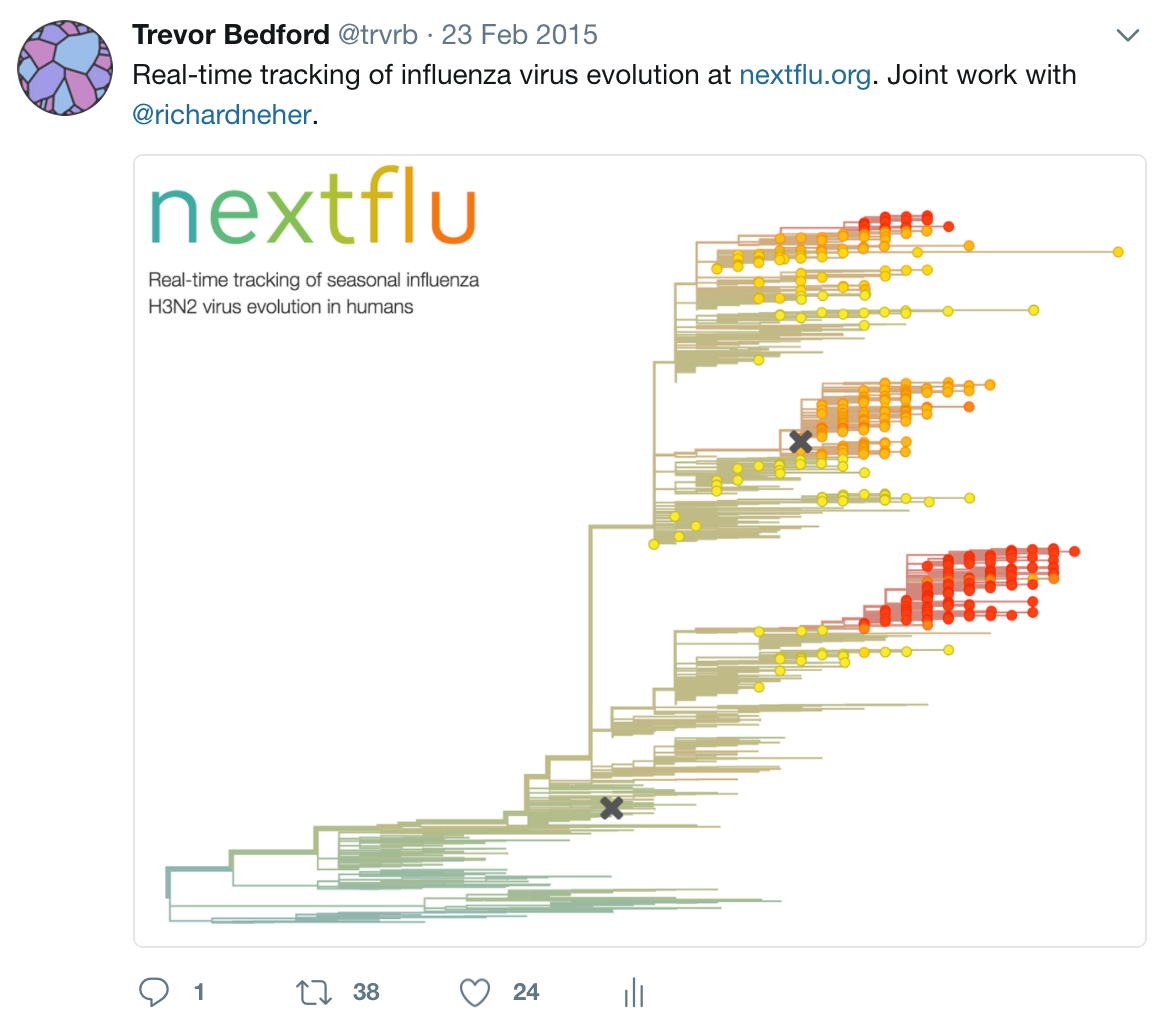 Trevor Bedford @trvrb · 23 Feb 2015
Real-time tracking of influenza virus evolution at nextflu.org. Joint work with
@richardneher.
nextflu
Real-time tracking of seasonal influenza
H3N2 virus evolution in humans
1 38 24